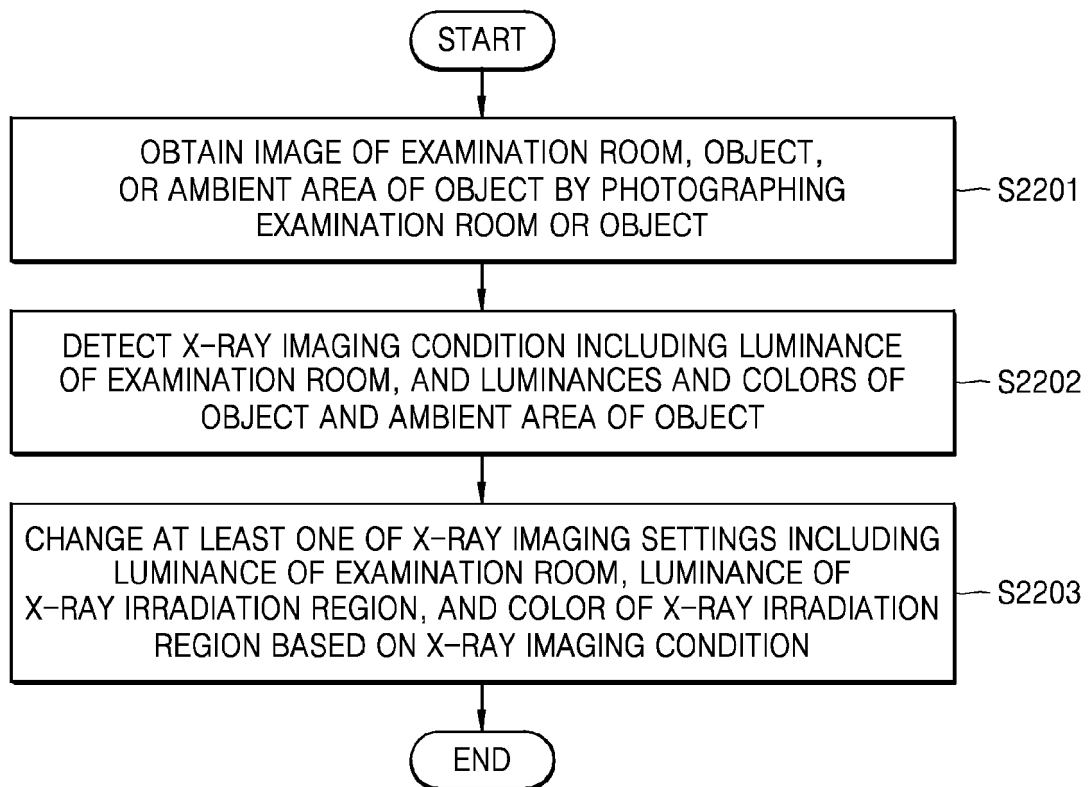 START
OBTAIN IMAGE OF EXAMINATION ROOM, OBJECT,
OR AMBIENT AREA OF OBJECT BY PHOTOGRAPHING
EXAMINATION ROOM OR OBJECT
S2201
DETECT X-RAY IMAGING CONDITION INCLUDING LUMINANCE
OF EXAMINATION ROOM, AND LUMINANCES AND COLORS OF
OBJECT AND AMBIENT AREA OF OBJECT
S2202
CHANGE AT LEAST ONE OF X-RAY IMAGING SETTINGS INCLUDING
LUMINANCE OF EXAMINATION ROOM, LUMINANCE OF
X-RAY IRRADIATION REGION, AND COLOR OF X-RAY IRRADIATION
REGION BASED ON X-RAY IMAGING CONDITION
S2203
END